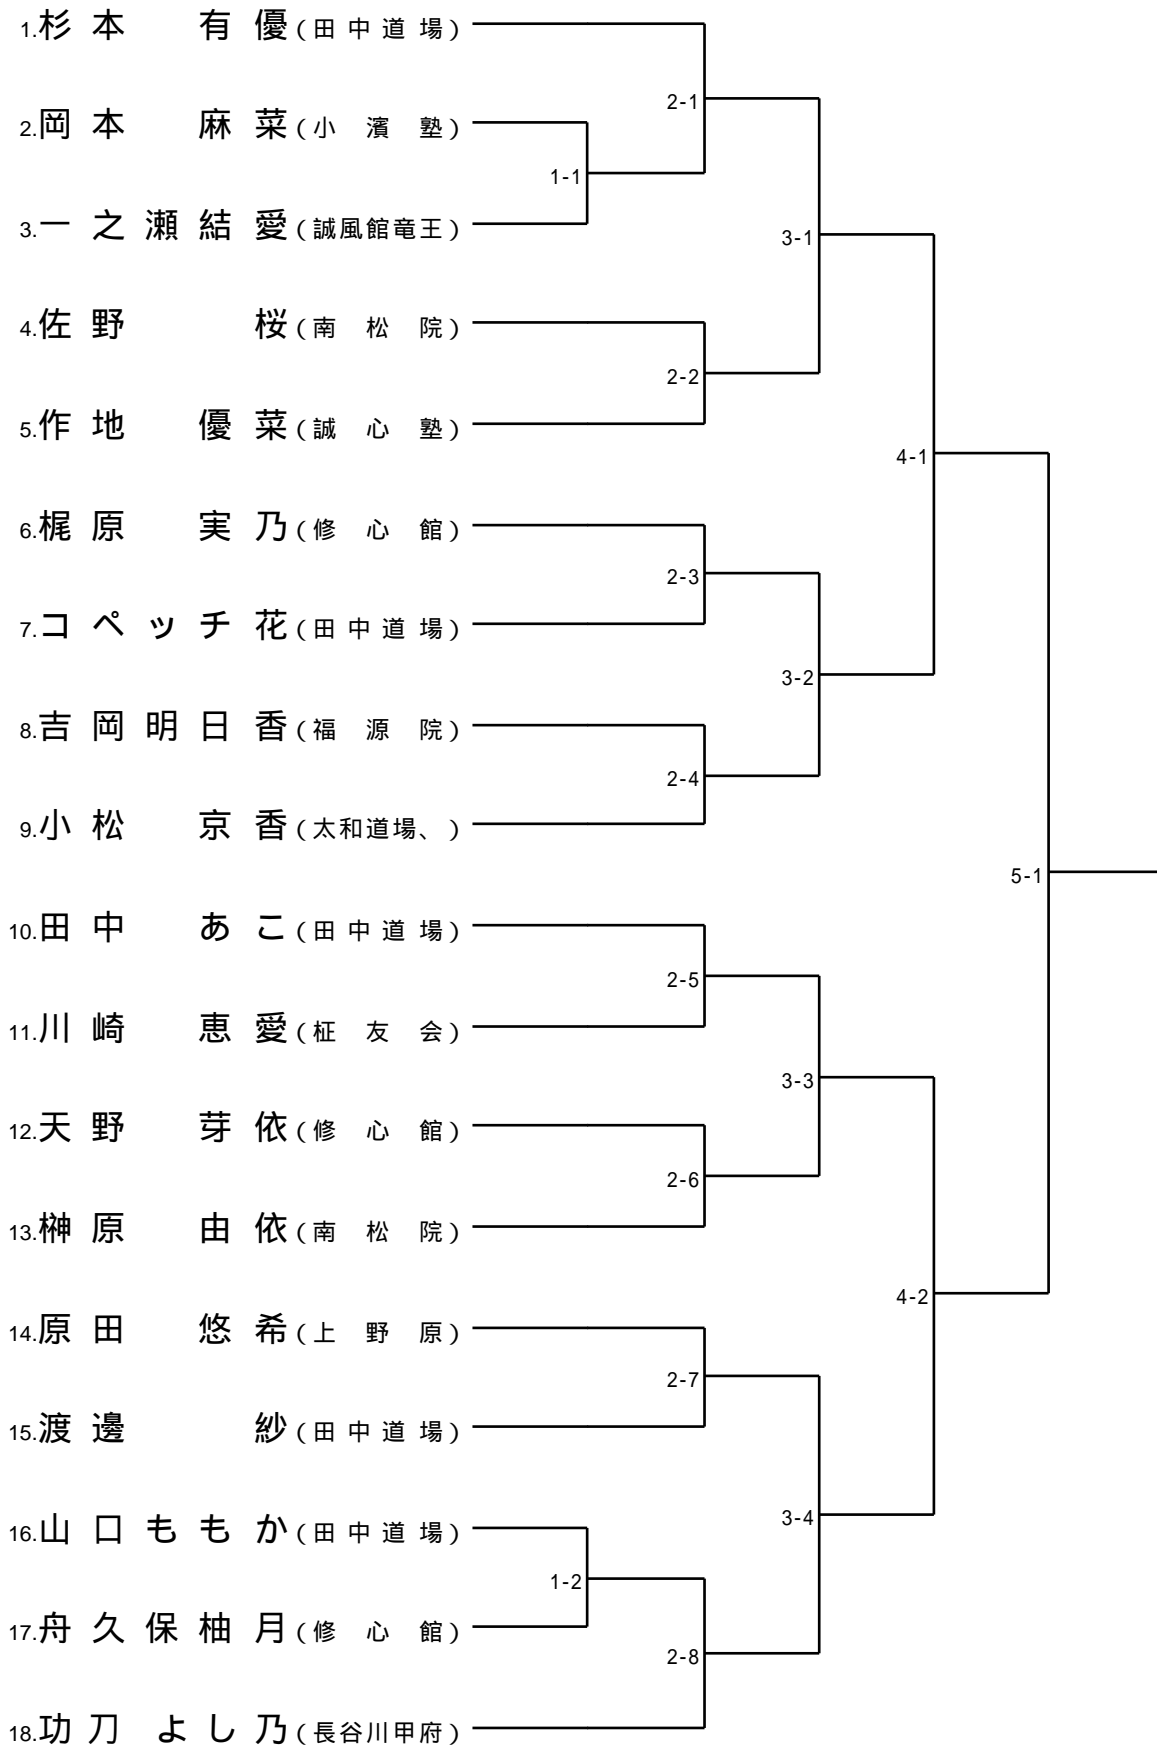 1.杉本 有優(田中道場)
2-1
2.岡本 麻菜(小濱塾)
1-1
3.一之瀬結愛(誠風館竜王)
3-1
4.佐野 桜(南松院)
2-2
5.作地 優菜(誠心塾)
4-1
6.梶原 実乃(修心館)
2-3
7.コペッチ花(田中道場)
3-2
8.吉岡明日香(福源院)
2-4
9.小松 京香(太和道場、)
5-1
10.田中 あこ(田中道場)
2-5
11.川崎 恵愛(柾友会)
3-3
12.天野 芽依(修心館)
2-6
13.榊原 由依(南松院)
4-2
14.原田 悠希(上野原)
2-7
15.渡邊 紗(田中道場)
3-4
16.山口ももか(田中道場)
1-2
17.舟久保柚月(修心館)
2-8
18.功刀 よし乃(長谷川甲府)